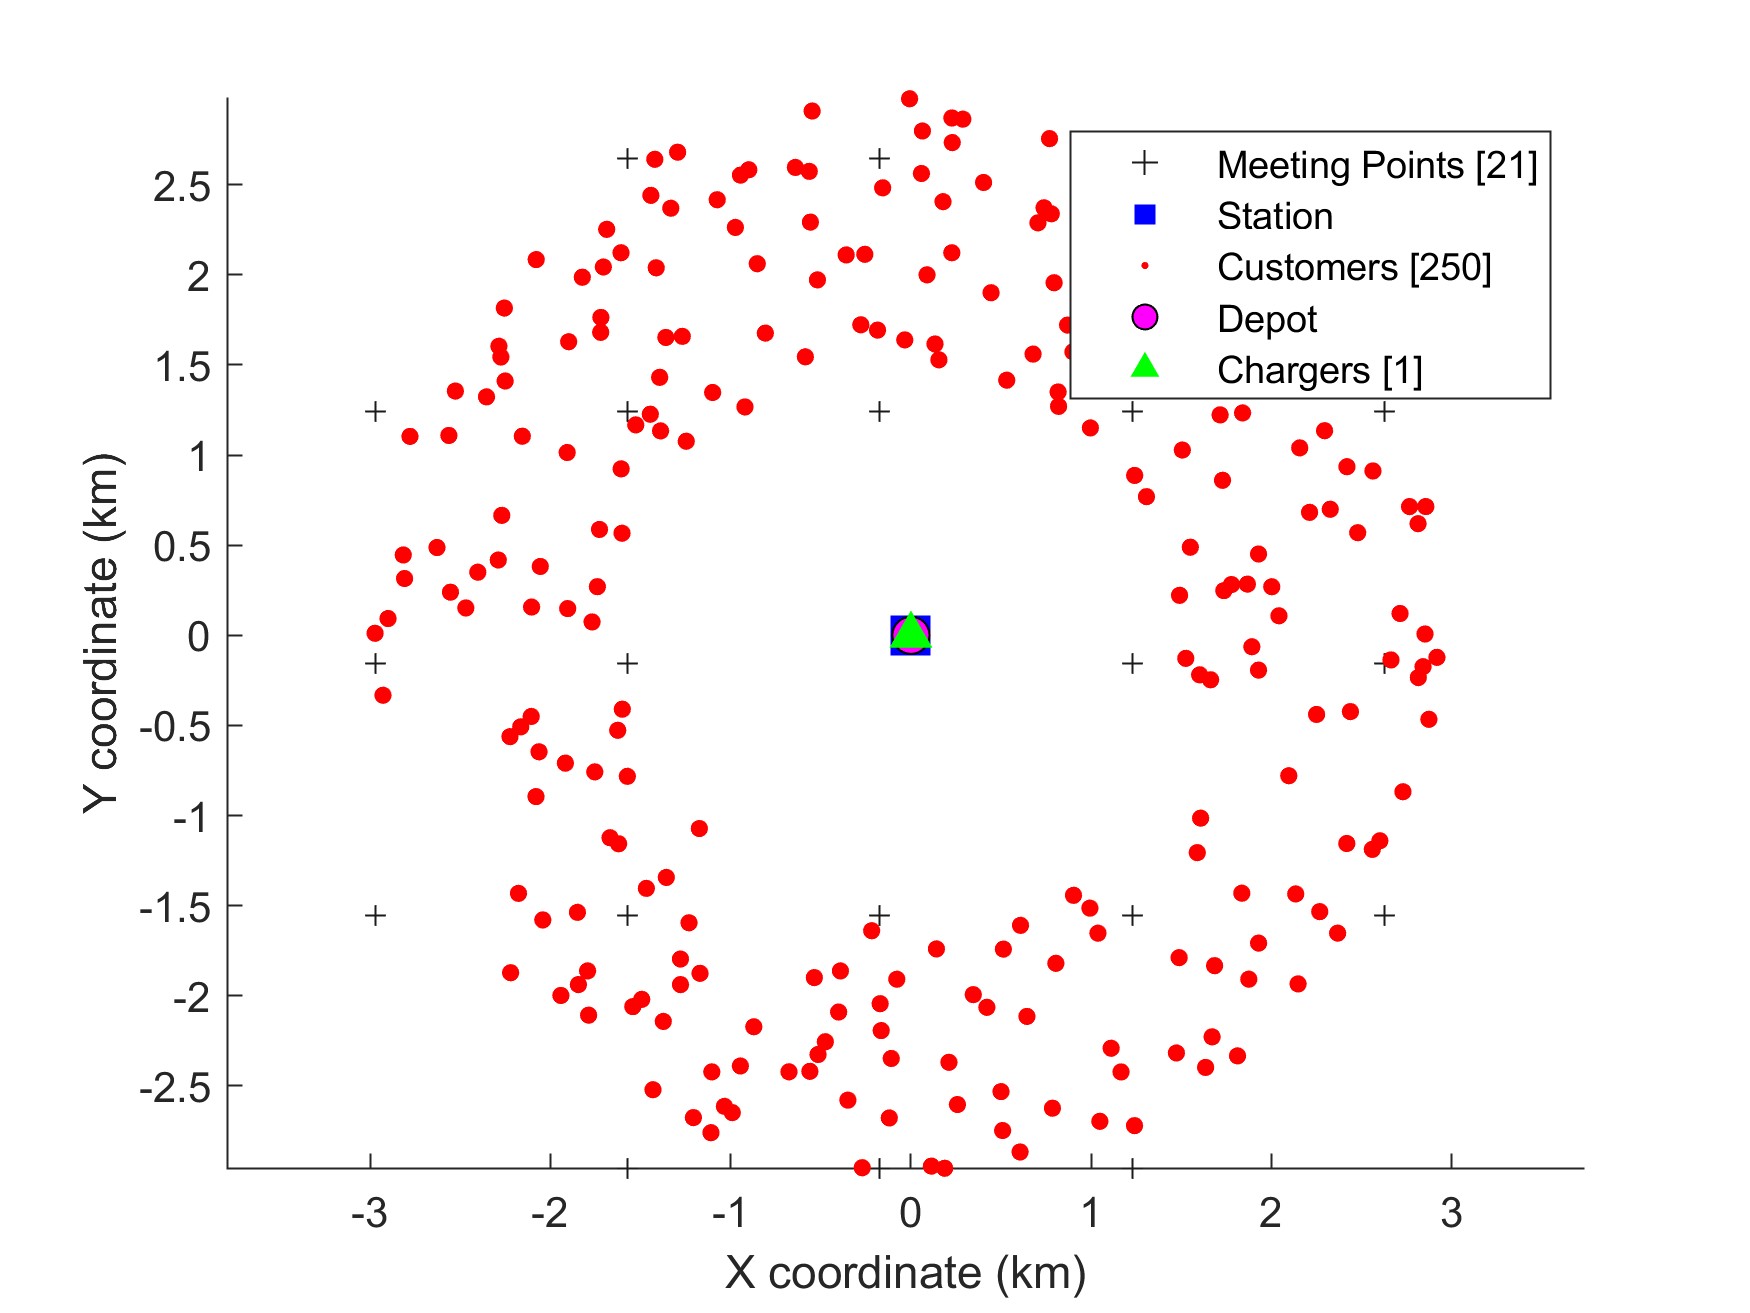 Meeting Points [21]
Station
Customers [250]
Depot
Chargers [1]
2.5
2
1.5
1
0.5
0
-0.5
-1
-1.5
-2
-2.5
Y coordinate (km)
-3 -2 -1 0 1 2 3
X coordinate (km)